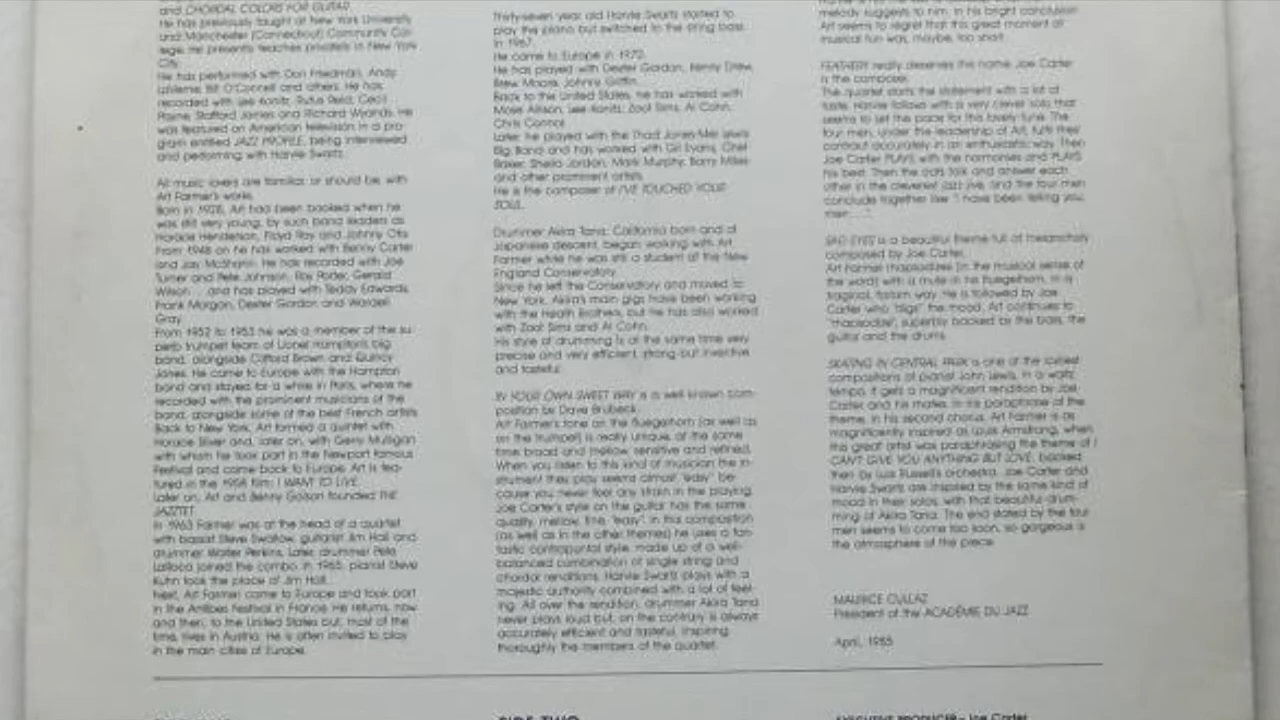 and CHORDAL COLORS FOR GUITAR.
He has previously taught at New York University
and Manchester (Connecticut) Community Col-
lege. He presently teaches privately in New York
City.
He has performed with Don Friedman, Andy
LaVerne, Bill O'Connell and others. He has
recorded with Lee Konitz, Rufus Reid, Cecil
Payne, Stafford James and Richard Wyands. He
was featured on American television in a pro-
gram entitled JAZZ PROFILE, being interviewed
and performing with Harvie Swartz.
All music lovers are familiar, or should be, with
Art Farmer's works.
Born in 1928, Art had been booked when he
was still very young, by such band leaders as
Horace Henderson, Floyd Ray and Johnny Otis.
From 1948 on he has worked with Benny Carter
and Jay McShann. He has recorded with Joe
Turner and Pete Johnson, Roy Porter, Gerald
Wilson ... and has played with Teddy Edwards,
Frank Morgan, Dexter Gordon and Wardell
Gray.
From 1952 to 1953 he was a member of the su-
perb trumpet team of Lionel Hampton's big
band, alongside Clifford Brown and Quincy
Jones. He came to Europe with the Hampton
band and stayed for a while in Paris, where he
recorded with the prominent musicians of the
band, alongside some of the best French artists.
Back to New York, Art formed a quintet with
Horace Silver and, later on, with Gerry Mulligan
with whom he took part in the Newport famous
Festival and came back to Europe. Art is fea-
tured in the 1958 film: I WANT TO LIVE.
Later on, Art and Benny Golson founded THE
JAZZTET.
In 1963 Farmer was at the head of a quartet
with bassist Steve Swallow, guitarist Jim Hall and
drummer Walter Perkins. Later, drummer Pete
LaRoca joined the combo. In 1965, pianist Steve
Kuhn took the place of Jim Hall.
Next, Art Farmer came to Europe and took part
in the Antibes Festival in France. He returns, now
and then, to the United States but, most of the
time, lives in Austria. He is often invited to play
in the main cities of Europe.
Thirty-seven year old Harvie Swartz started to
play the piano but switched to the string bass
in 1967.
He came to Europe in 1970.
He has played with Dexter Gordon, Kenny Drew,
Brew Moore, Johnny Griffin.
Back to the United States, he has worked with
Mose Allison, Lee Konitz, Zoot Sims, Al Cohn,
Chris Connor.
Later, he played with the Thad Jones-Mel Lewis
Big Band and has worked with Gil Evans, Chet
Baker, Sheila Jordan, Mark Murphy, Barry Miles
and other prominent artists.
He is the composer of I'VE TOUCHED YOUR
SOUL.
Drummer Akira Tana, California born and of
Japanese descent, began working with Art
Farmer while he was still a student at the New
England Conservatory.
Since he left the Conservatory and moved to
New York, Akira's main gigs have been working
with the Heath Brothers, but he has also worked
with Zoot Sims and Al Cohn.
His style of drumming is at the same time very
precise and very efficient, strong but inventive
and tasteful.
IN YOUR OWN SWEET WAY is a well known com-
position by Dave Brubeck.
Art Farmer's tone on the fluegelhorn (as well as
on the trumpet) is really unique, at the same
time broad and mellow, sensitive and refined.
When you listen to this kind of musician the in-
strument they play seems almost "easy" be-
cause you never feel any strain in the playing.
Joe Carter's style on the guitar has the same
quality, mellow, fine, "easy". In this composition
(as well as in the other themes) he uses a fan-
tastic contrapuntal style, made up of a well-
balanced combination of single string and
chordal renditions. Harvie Swartz plays with a
majestic authority combined with a lot of feel-
ing. All over the rendition, drummer Akira Tana
never plays loud but, on the contrary is always
accurately efficient and tasteful, inspiring
thoroughly the members of the quartet.
melody suggests to him. In his bright conclusion
Art seems to regret that this great moment of
musical fun was, maybe, too short.
FEATHERY really deserves this name. Joe Carter
is the composer.
The quartet starts the statement with a lot of
taste. Harvie follows with a very clever solo that
seems to set the pace for this lovely tune. The
four men, under the leadership of Art, fulfil their
contract accurately in an enthusiastic way. Then
Joe Carter PLAYS with the harmonies and PLAYS
his best. Then the cats talk and answer each
other in the cleverest jazz jive, and the four men
conclude together like "I have been telling you,
man ...".
SAD EYES is a beautiful theme full of melancholy
composed by Joe Carter.
Art Farmer rhapsodizes (in the musical sense of
the word) with a mute in his fluegelhorn, in a
way. He is followed by Joe
Carter who "digs" the mood. Art continues to
"rhapsodize", superbly backed by the bass, the
guitar and the drums.
SKATING IN CENTRAL PARK is one of the loveliest
compositions of pianist John Lewis. In a waltz
tempo, it gets a magnificent rendition by Joe
Carter and his mates. In his paraphrase of the
theme, in his second chorus, Art Farmer is as
magnificently inspired as Louis Armstrong, when
this great artist was paraphrasing the theme of I
CAN'T GIVE YOU ANYTHING BUT LOVE, backed
then by Luis Russell's orchestra. Joe Carter and
Harvie Swartz are inspired by the same kind of
mood in their solos, with that beautiful drum-
ming of Akira Tana. The end stated by the four
men seems to come too soon, so gorgeous is
the atmosphere of the piece.
MAURICE CULLAZ
President of the ACADÉMIE DU JAZZ
April, 1985
SIDE TWO
EXECUTIVE PRODUCER - Joe Carter